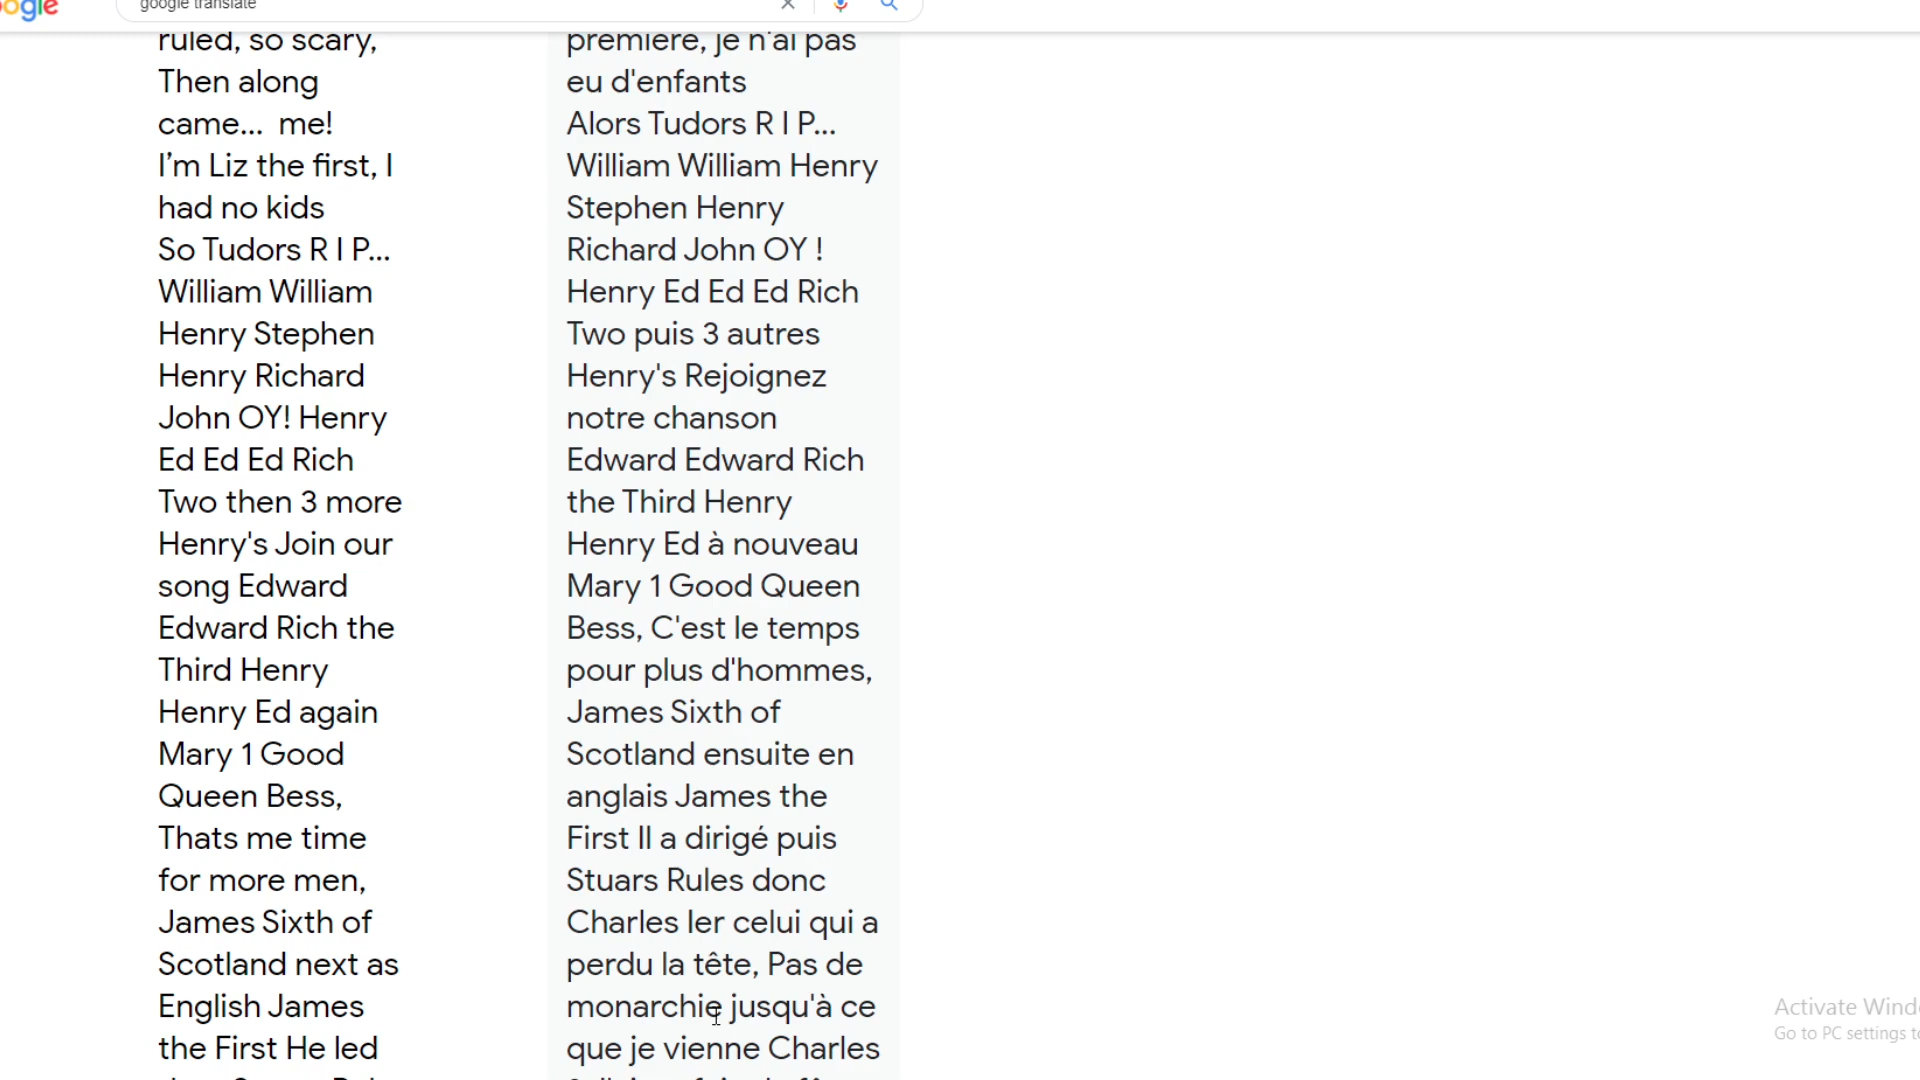 google translate
ruled, so scary,
Then along
came... me!
I’m Liz the first, I
had no kids
So Tudors R I P...
William William
Henry Stephen
Henry Richard
John OY! Henry
Ed Ed Ed Rich
Two then 3 more
Henry's Join our
song Edward
Edward Rich the
Third Henry
Henry Ed again
Mary 1 Good
Queen Bess,
Thats me time
for more men,
James Sixth of
Scotland next as
English James
the First He led
première, je n'ai pas
eu d'enfants
Alors Tudors R I P...
William William Henry
Stephen Henry
Richard John OY !
Henry Ed Ed Ed Rich
Two puis 3 autres
Henry's Rejoignez
notre chanson
Edward Edward Rich
the Third Henry
Henry Ed à nouveau
Mary 1 Good Queen
Bess, C'est le temps
pour plus d'hommes,
James Sixth of
Scotland ensuite en
anglais James the
First Il a dirigé puis
Stuars Rules donc
Charles Ier celui qui a
perdu la tête, Pas de
monarchie jusqu'à ce
que je vienne Charles
Activate Wind
Go to PC settings to